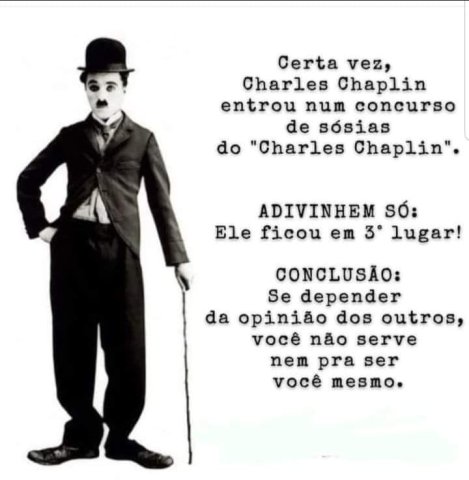 Certa vez,
Charles Chaplin
entrou num concurso
de sósias
do "Charles Chaplin".
ADIVINHEM SÓ:
Ele ficou em 3° lugar!
CONCLUSÃO:
Se depender
da opinião dos outros,
você não serve
nem pra ser
você mesmo.